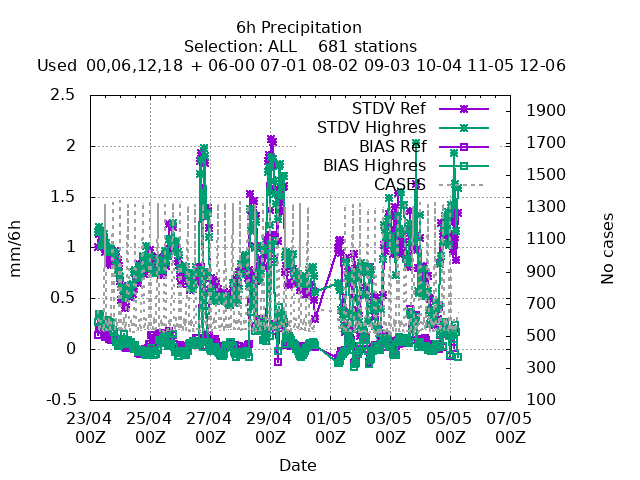 6h Precipitation
Selection: ALL 681 stations
Used 00,06,12,18 + 06-00 07-01 08-02 09-03 10-04 11-05 12-06
STDV Ref
STDV Highres
BIAS Ref
BIAS Highres
CASES
mm/6h
2.5
2
1.5
1
0.5
0
-0.5
No cases
1900
1700
1500
1300
1100
900
700
500
300
100
23/04 25/04 27/04 29/04 01/05 03/05 05/05 07/05
00Z 00Z 00Z 00Z 00Z 00Z 00Z 00Z
Date